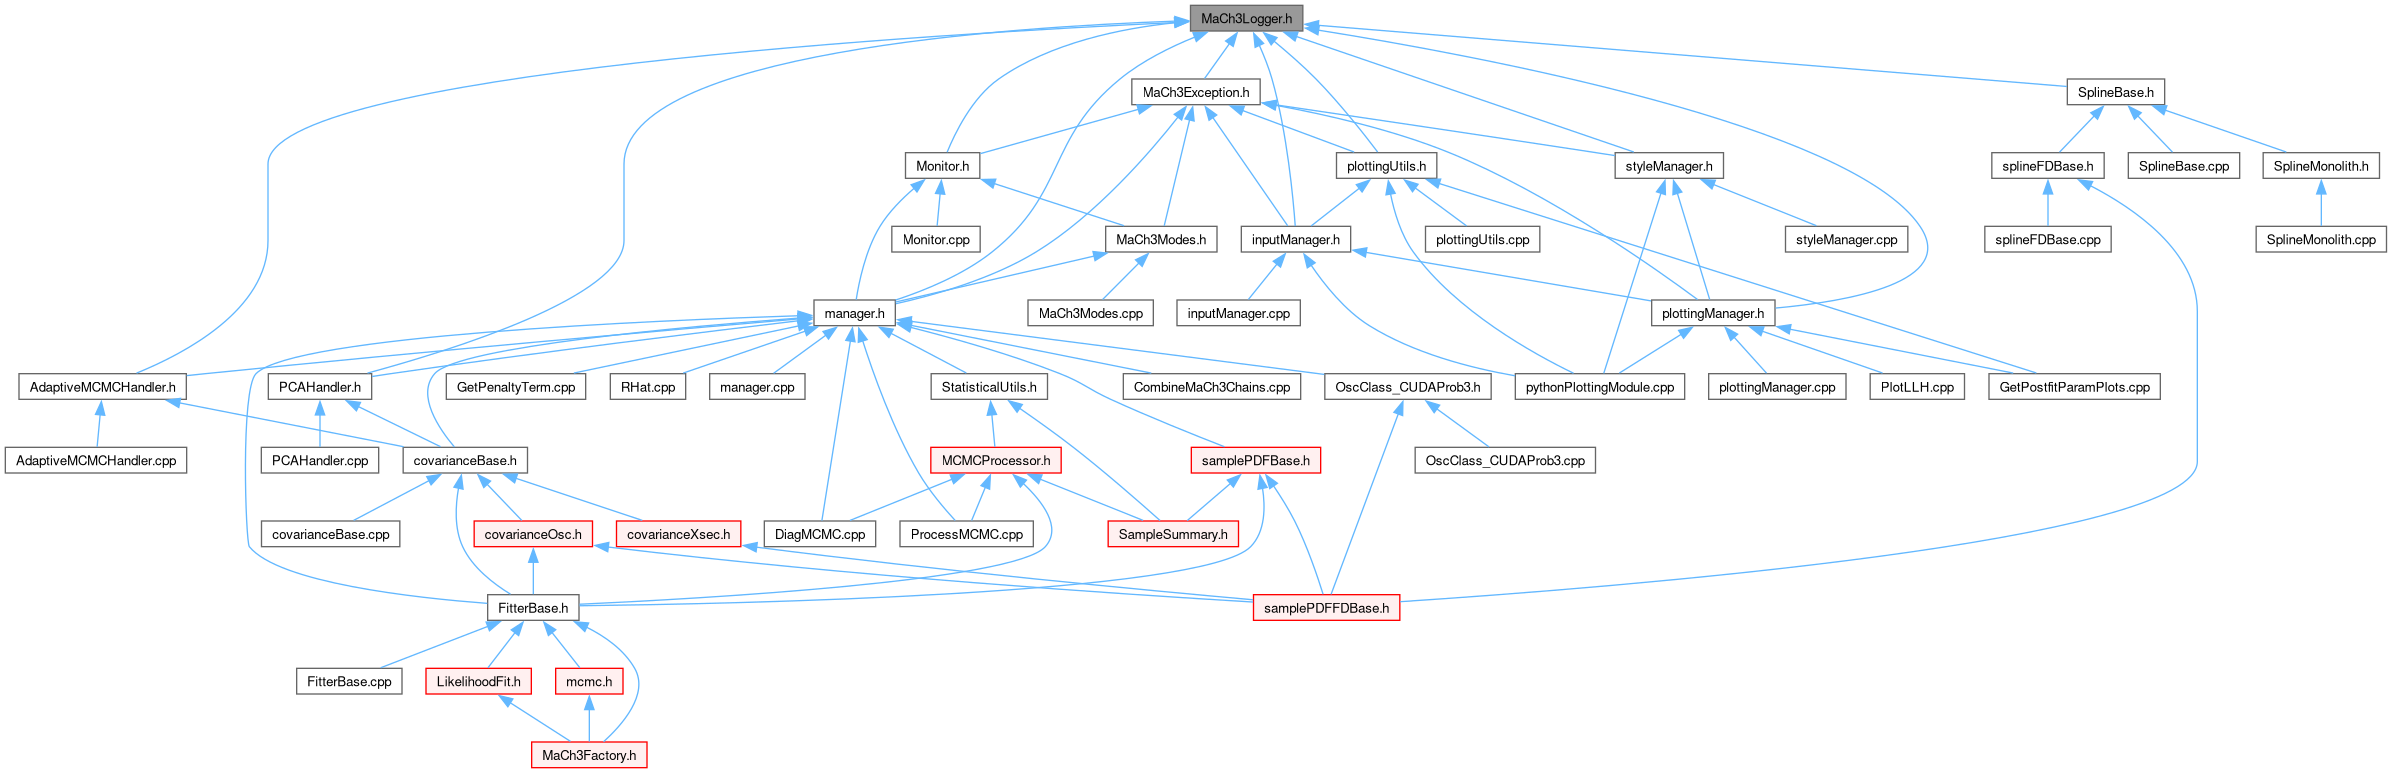 MaCh3Logger.h
MaCh3Exception.h
SplineBase.h
Monitor.h
plottingUtils.h
styleManager.h
splineFDBase.h
SplineBase.cpp
SplineMonolith.h
Monitor.cpp
MaCh3Modes.h
inputManager.h
plottingUtils.cpp
styleManager.cpp
splineFDBase.cpp
SplineMonolith.cpp
manager.h
MaCh3Modes.cpp
inputManager.cpp
plottingManager.h
AdaptiveMCMCHandler.h
PCAHandler.h
GetPenaltyTerm.cpp
RHat.cpp
manager.cpp
StatisticalUtils.h
CombineMaCh3Chains.cpp
OscClass_CUDAProb3.h
pythonPlottingModule.cpp
plottingManager.cpp
PlotLLH.cpp
GetPostfitParamPlots.cpp
AdaptiveMCMCHandler.cpp
PCAHandler.cpp
covarianceBase.h
MCMCProcessor.h
samplePDFBase.h
OscClass_CUDAProb3.cpp
covarianceBase.cpp
covarianceOsc.h
covarianceXsec.h
DiagMCMC.cpp
ProcessMCMC.cpp
SampleSummary.h
FitterBase.h
samplePDFFDBase.h
FitterBase.cpp
LikelihoodFit.h
mcmc.h
MaCh3Factory.h